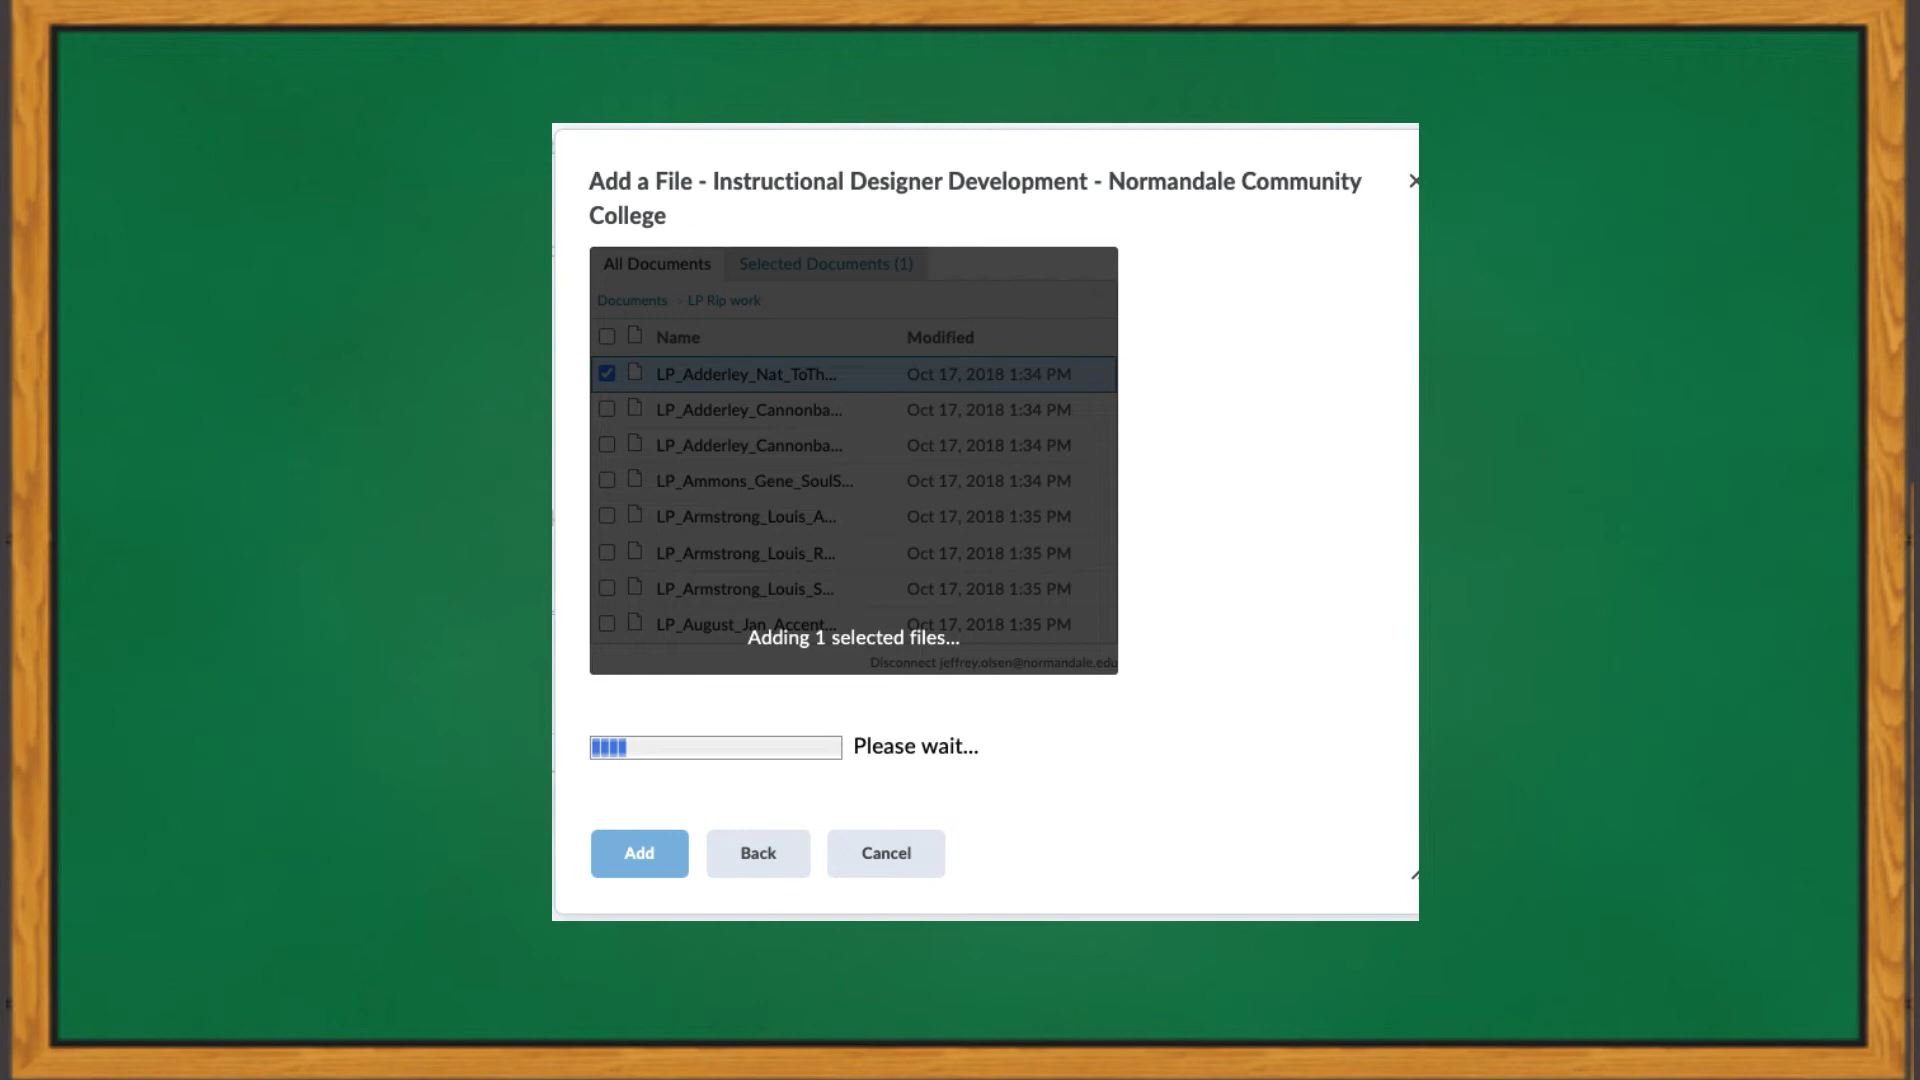 Add a File - Instructional Designer Development - Normandale Community
College
All Documents Selected Documents (1)
Documents LP Rip work
Name Modified
LP_Adderley_Nat_ToTh... Oct 17, 2018 1:34 PM
LP_Adderley_Cannonba... Oct 17, 2018 1:34 PM
LP_Adderley_Cannonba... Oct 17, 2018 1:34 PM
LP_Ammons_Gene_SoulS... Oct 17, 2018 1:34 PM
LP_Armstrong_Louis_A... Oct 17, 2018 1:35 PM
LP_Armstrong_Louis_R... Oct 17, 2018 1:35 PM
LP_Armstrong_Louis_S... Oct 17, 2018 1:35 PM
LP_August_Jan_Accent... Oct 17, 2018 1:35 PM
Adding 1 selected files...
Disconnect jeffrey.olsen@normandale.edu
Please wait...
Add Back Cancel